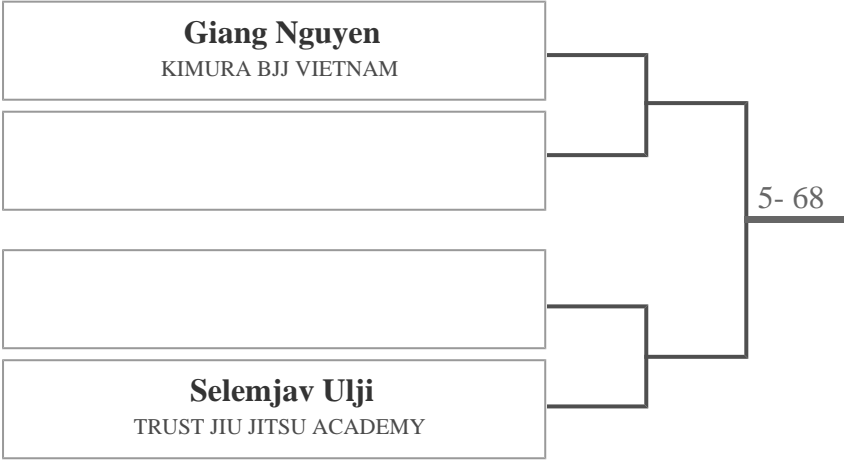 Giang Nguyen
KIMURA BJJ VIETNAM
5- 68
Selemjav Ulji
TRUST JIU JITSU ACADEMY